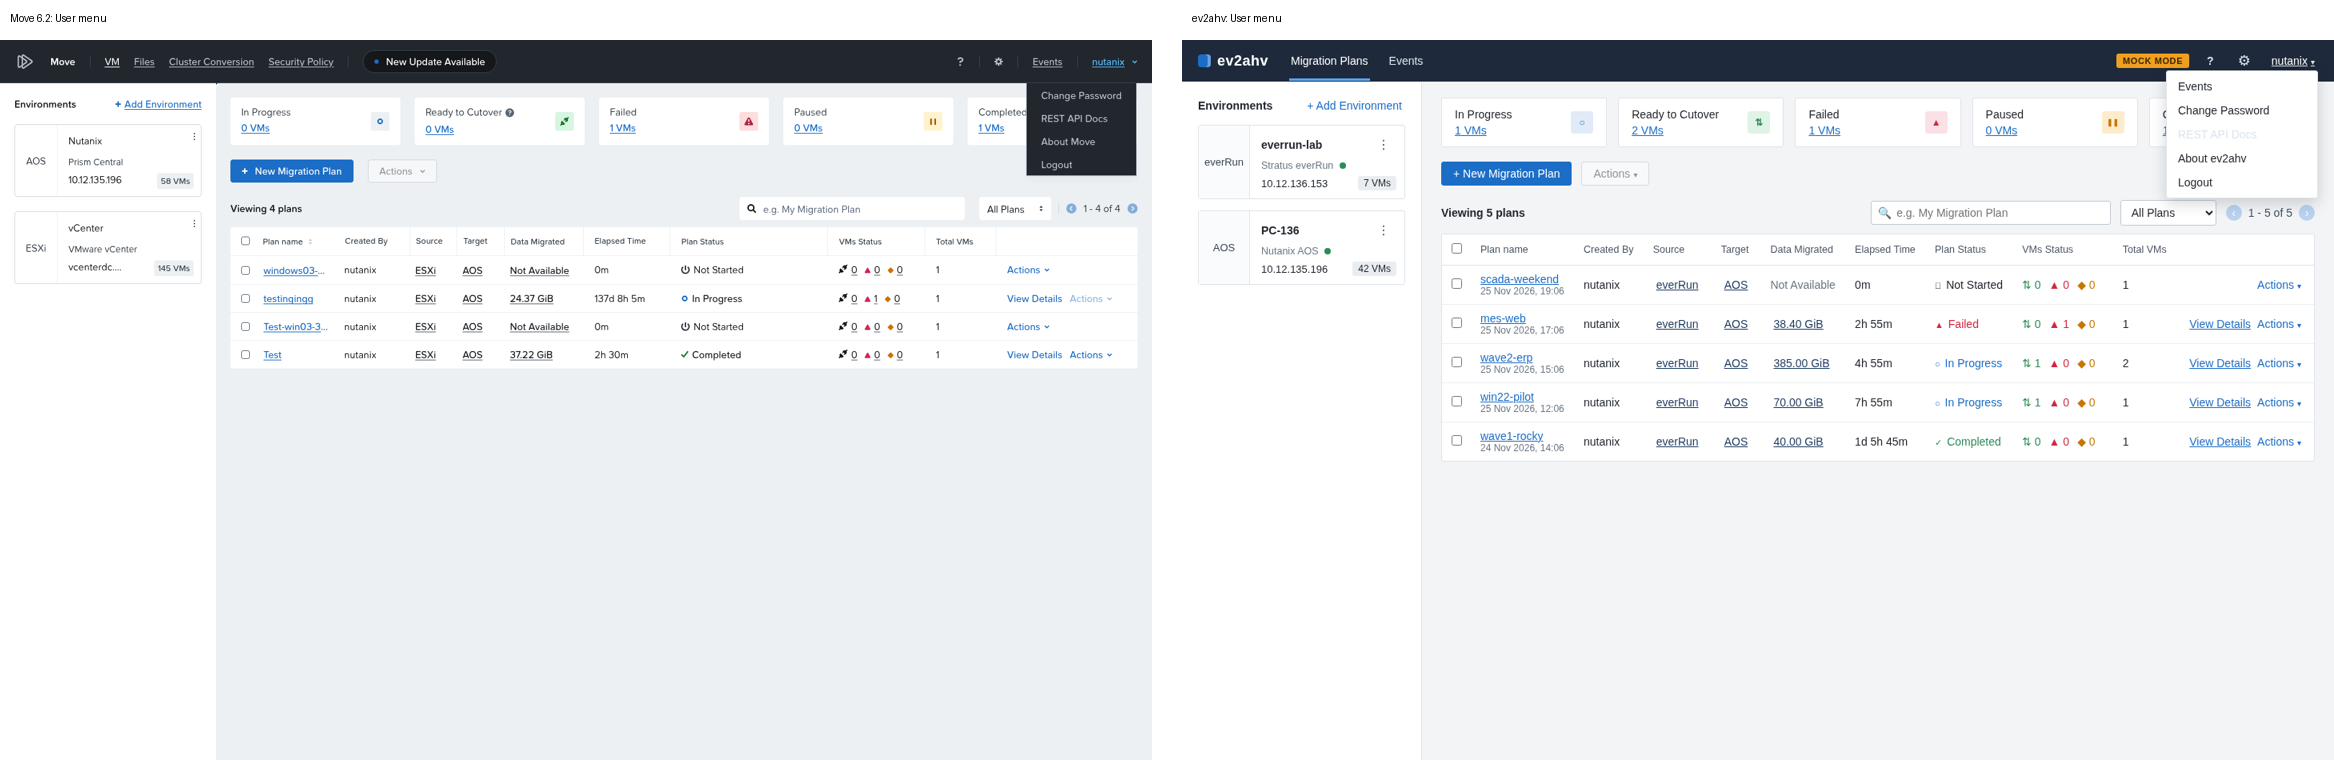 Move 6.2: User menu
Move VM Files Cluster Conversion Security Policy New Update Available ? Events nutanix
Environments + Add Environment
AOS
Nutanix
Prism Central
10.12.135.196 58 VMs
ESXi
vCenter
VMware vCenter
vcenterdc.... 145 VMs
In Progress
0 VMs
Ready to Cutover ?
0 VMs
Failed
1 VMs
Paused
0 VMs
Completed
1 VMs
Change Password
REST API Docs
About Move
Logout
+ New Migration Plan Actions
Viewing 4 plans e.g. My Migration Plan All Plans 1 - 4 of 4
Plan name Created By Source Target Data Migrated Elapsed Time Plan Status VMs Status Total VMs
windows03-... nutanix ESXi AOS Not Available 0m Not Started 0 0 0 1 Actions
testingingg nutanix ESXi AOS 24.37 GiB 137d 8h 5m In Progress 0 1 0 1 View Details Actions
Test-win03-3... nutanix ESXi AOS Not Available 0m Not Started 0 0 0 1 Actions
Test nutanix ESXi AOS 37.22 GiB 2h 30m Completed 0 0 0 1 View Details Actions
ev2ahv: User menu
ev2ahv Migration Plans Events MOCK MODE ? nutanix
Environments + Add Environment
everRun
everrun-lab
Stratus everRun
10.12.136.153 7 VMs
AOS
PC-136
Nutanix AOS
10.12.135.196 42 VMs
In Progress
1 VMs
Ready to Cutover
2 VMs
Failed
1 VMs
Paused
0 VMs
Events
Change Password
REST API Docs
About ev2ahv
Logout
+ New Migration Plan Actions
Viewing 5 plans e.g. My Migration Plan All Plans 1 - 5 of 5
Plan name Created By Source Target Data Migrated Elapsed Time Plan Status VMs Status Total VMs
scada-weekend
25 Nov 2026, 19:06 nutanix everRun AOS Not Available 0m Not Started 0 0 0 1 Actions
mes-web
25 Nov 2026, 17:06 nutanix everRun AOS 38.40 GiB 2h 55m Failed 0 1 0 1 View Details Actions
wave2-erp
25 Nov 2026, 15:06 nutanix everRun AOS 385.00 GiB 4h 55m In Progress 1 0 0 2 View Details Actions
win22-pilot
25 Nov 2026, 12:06 nutanix everRun AOS 70.00 GiB 7h 55m In Progress 1 0 0 1 View Details Actions
wave1-rocky
24 Nov 2026, 14:06 nutanix everRun AOS 40.00 GiB 1d 5h 45m Completed 0 0 0 1 View Details Actions